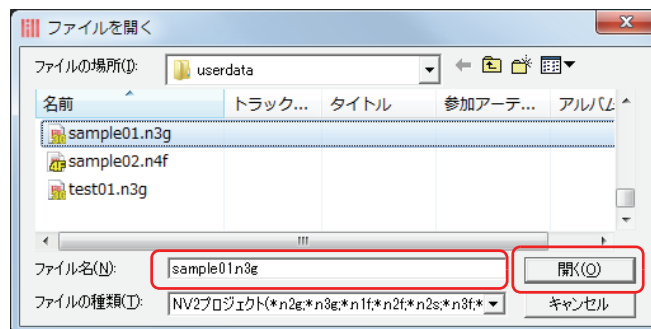 ファイルを開く
ファイルの場所(I): userdata
名前 トラック... タイトル 参加アーテ... アルバム
sample01.n3g
sample02.n4f
test01.n3g
ファイル名(N): sample01.n3g 開く(O)
ファイルの種類(T): NV2プロジェクト(*n2g;*n3g;*n1f;*n2f;*n2s;*n3f;* キャンセル